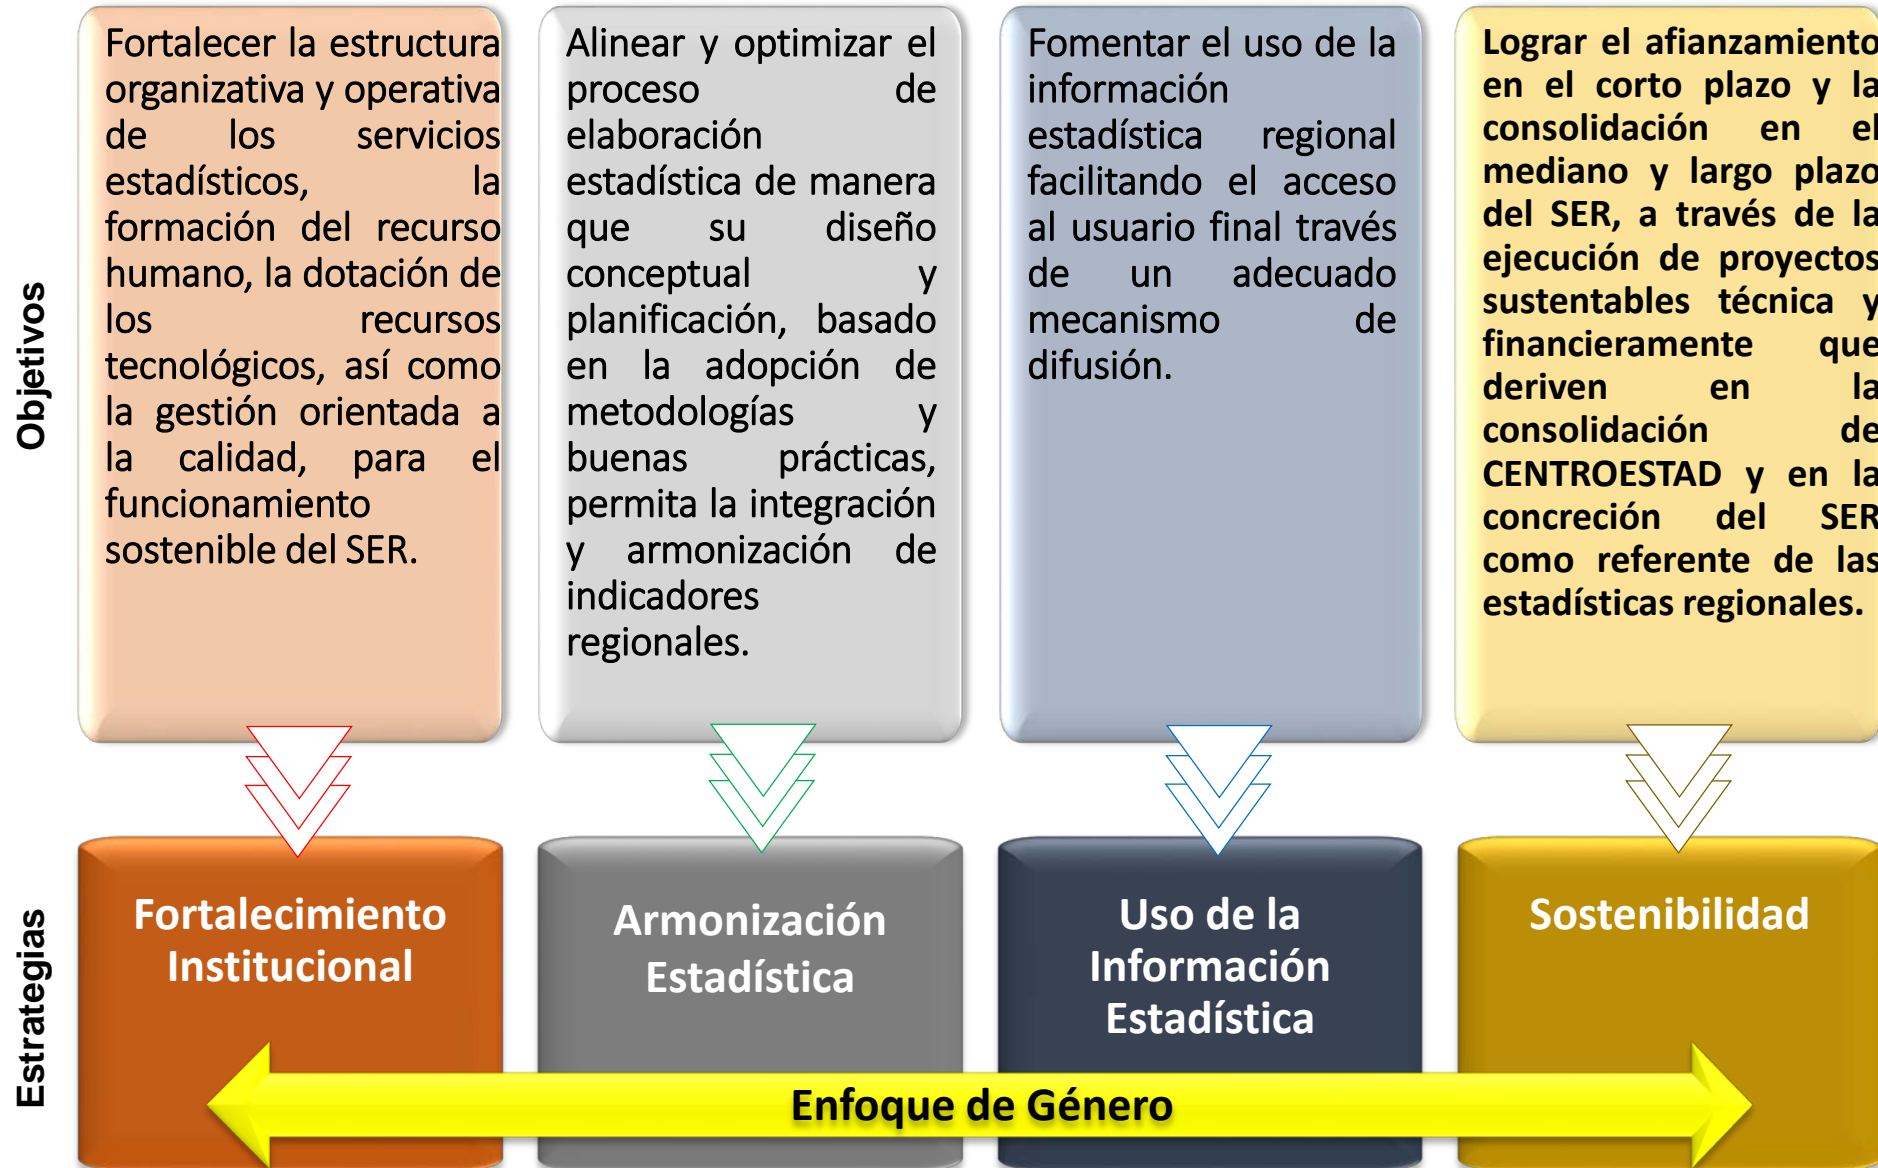 Objetivos
Fortalecer la estructura
organizativa y operativa
de los servicios
estadísticos, la
formación del recurso
humano, la dotación de
los recursos
tecnológicos, así como
la gestión orientada a
la calidad, para el
funcionamiento
sostenible del SER.
Alinear y optimizar el
proceso de
elaboración
estadística de manera
que su diseño
conceptual y
planificación, basado
en la adopción de
metodologías y
buenas prácticas,
permita la integración
y armonización de
indicadores
regionales.
Fomentar el uso de la
información
estadística regional
facilitando el acceso
al usuario final través
de un adecuado
mecanismo de
difusión.
Lograr el afianzamiento
en el corto plazo y la
consolidación en el
mediano y largo plazo
del SER, a través de la
ejecución de proyectos
sustentables técnica y
financieramente que
deriven en la
consolidación de
CENTROESTAD y en la
concreción del SER
como referente de las
estadísticas regionales.
Estrategias
Fortalecimiento
Institucional
Armonización
Estadística
Uso de la
Información
Estadística
Sostenibilidad
Enfoque de Género